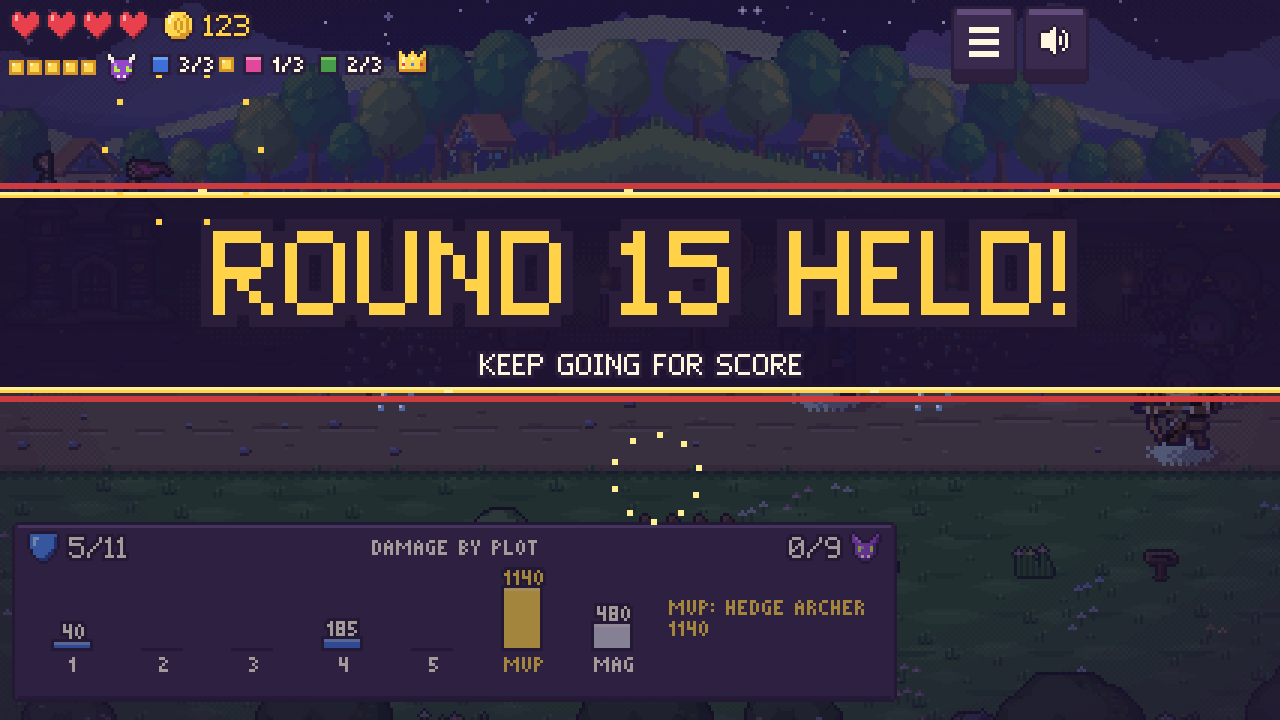 123
3/3 1/3 2/3
ROUND 15 HELD!
KEEP GOING FOR SCORE
5/11 DAMAGE BY PLOT 0/9
1140
40 185 480
MVP: HEDGE ARCHER
1140
1 2 3 4 5 MVP MAG